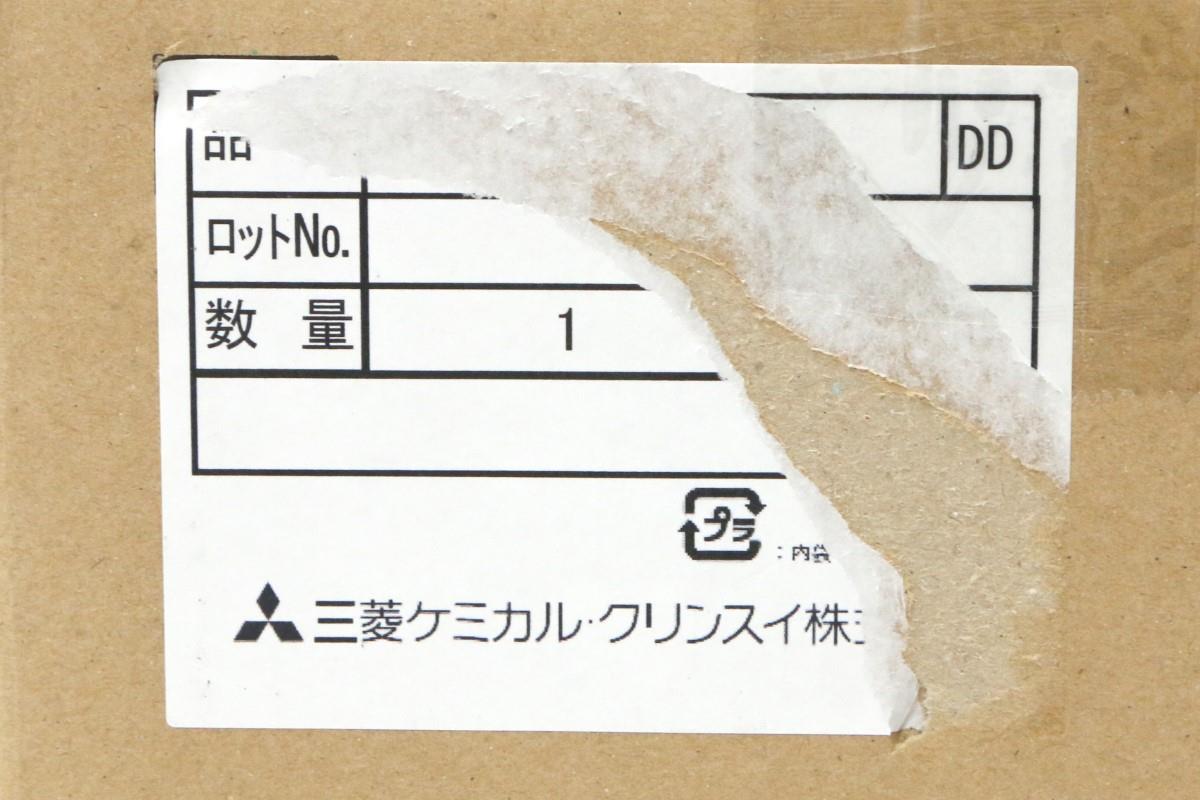 品 DD
ロットNo.
数 量 1
プラ
:内袋
三菱ケミカル・クリンスイ株